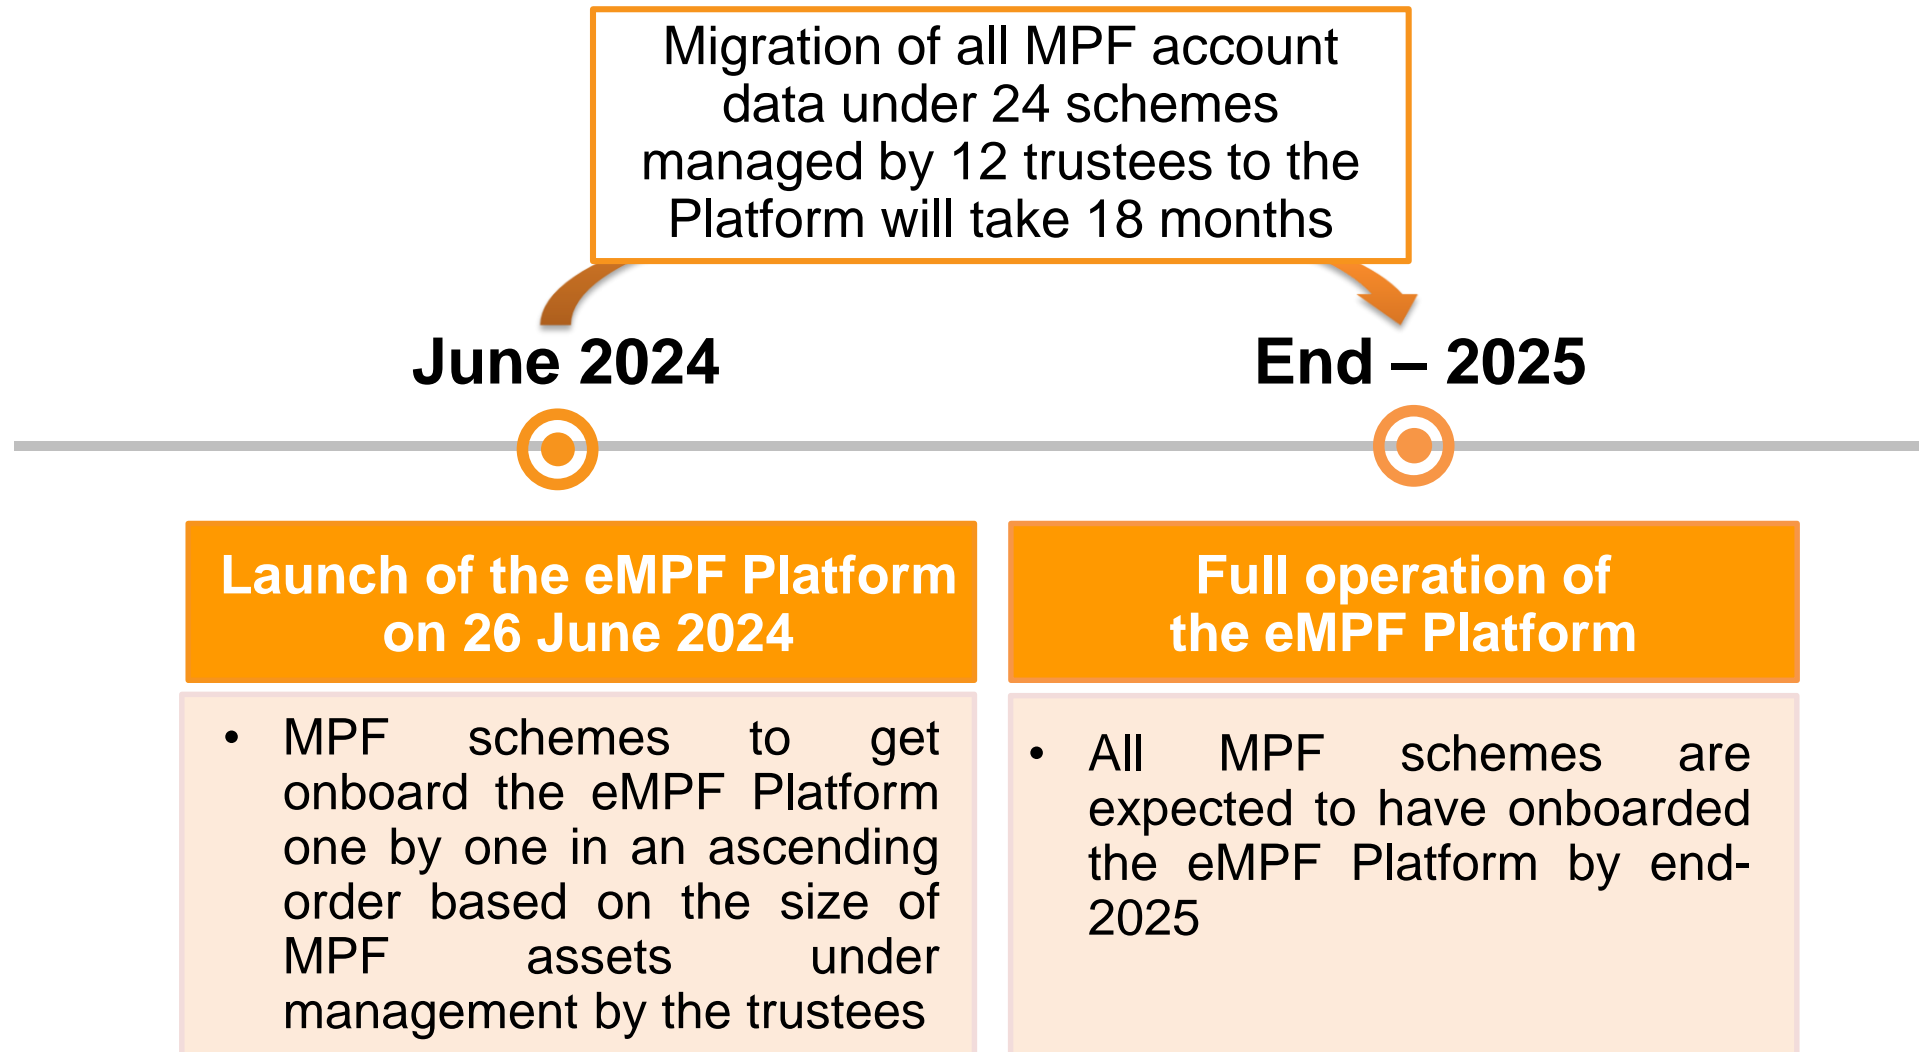 Migration of all MPF account
data under 24 schemes
managed by 12 trustees to the
Platform will take 18 months
June 2024
End – 2025
Launch of the eMPF Platform
on 26 June 2024
• MPF schemes to get
onboard the eMPF Platform
one by one in an ascending
order based on the size of
MPF assets under
management by the trustees
Full operation of
the eMPF Platform
• All MPF schemes are
expected to have onboarded
the eMPF Platform by end-
2025